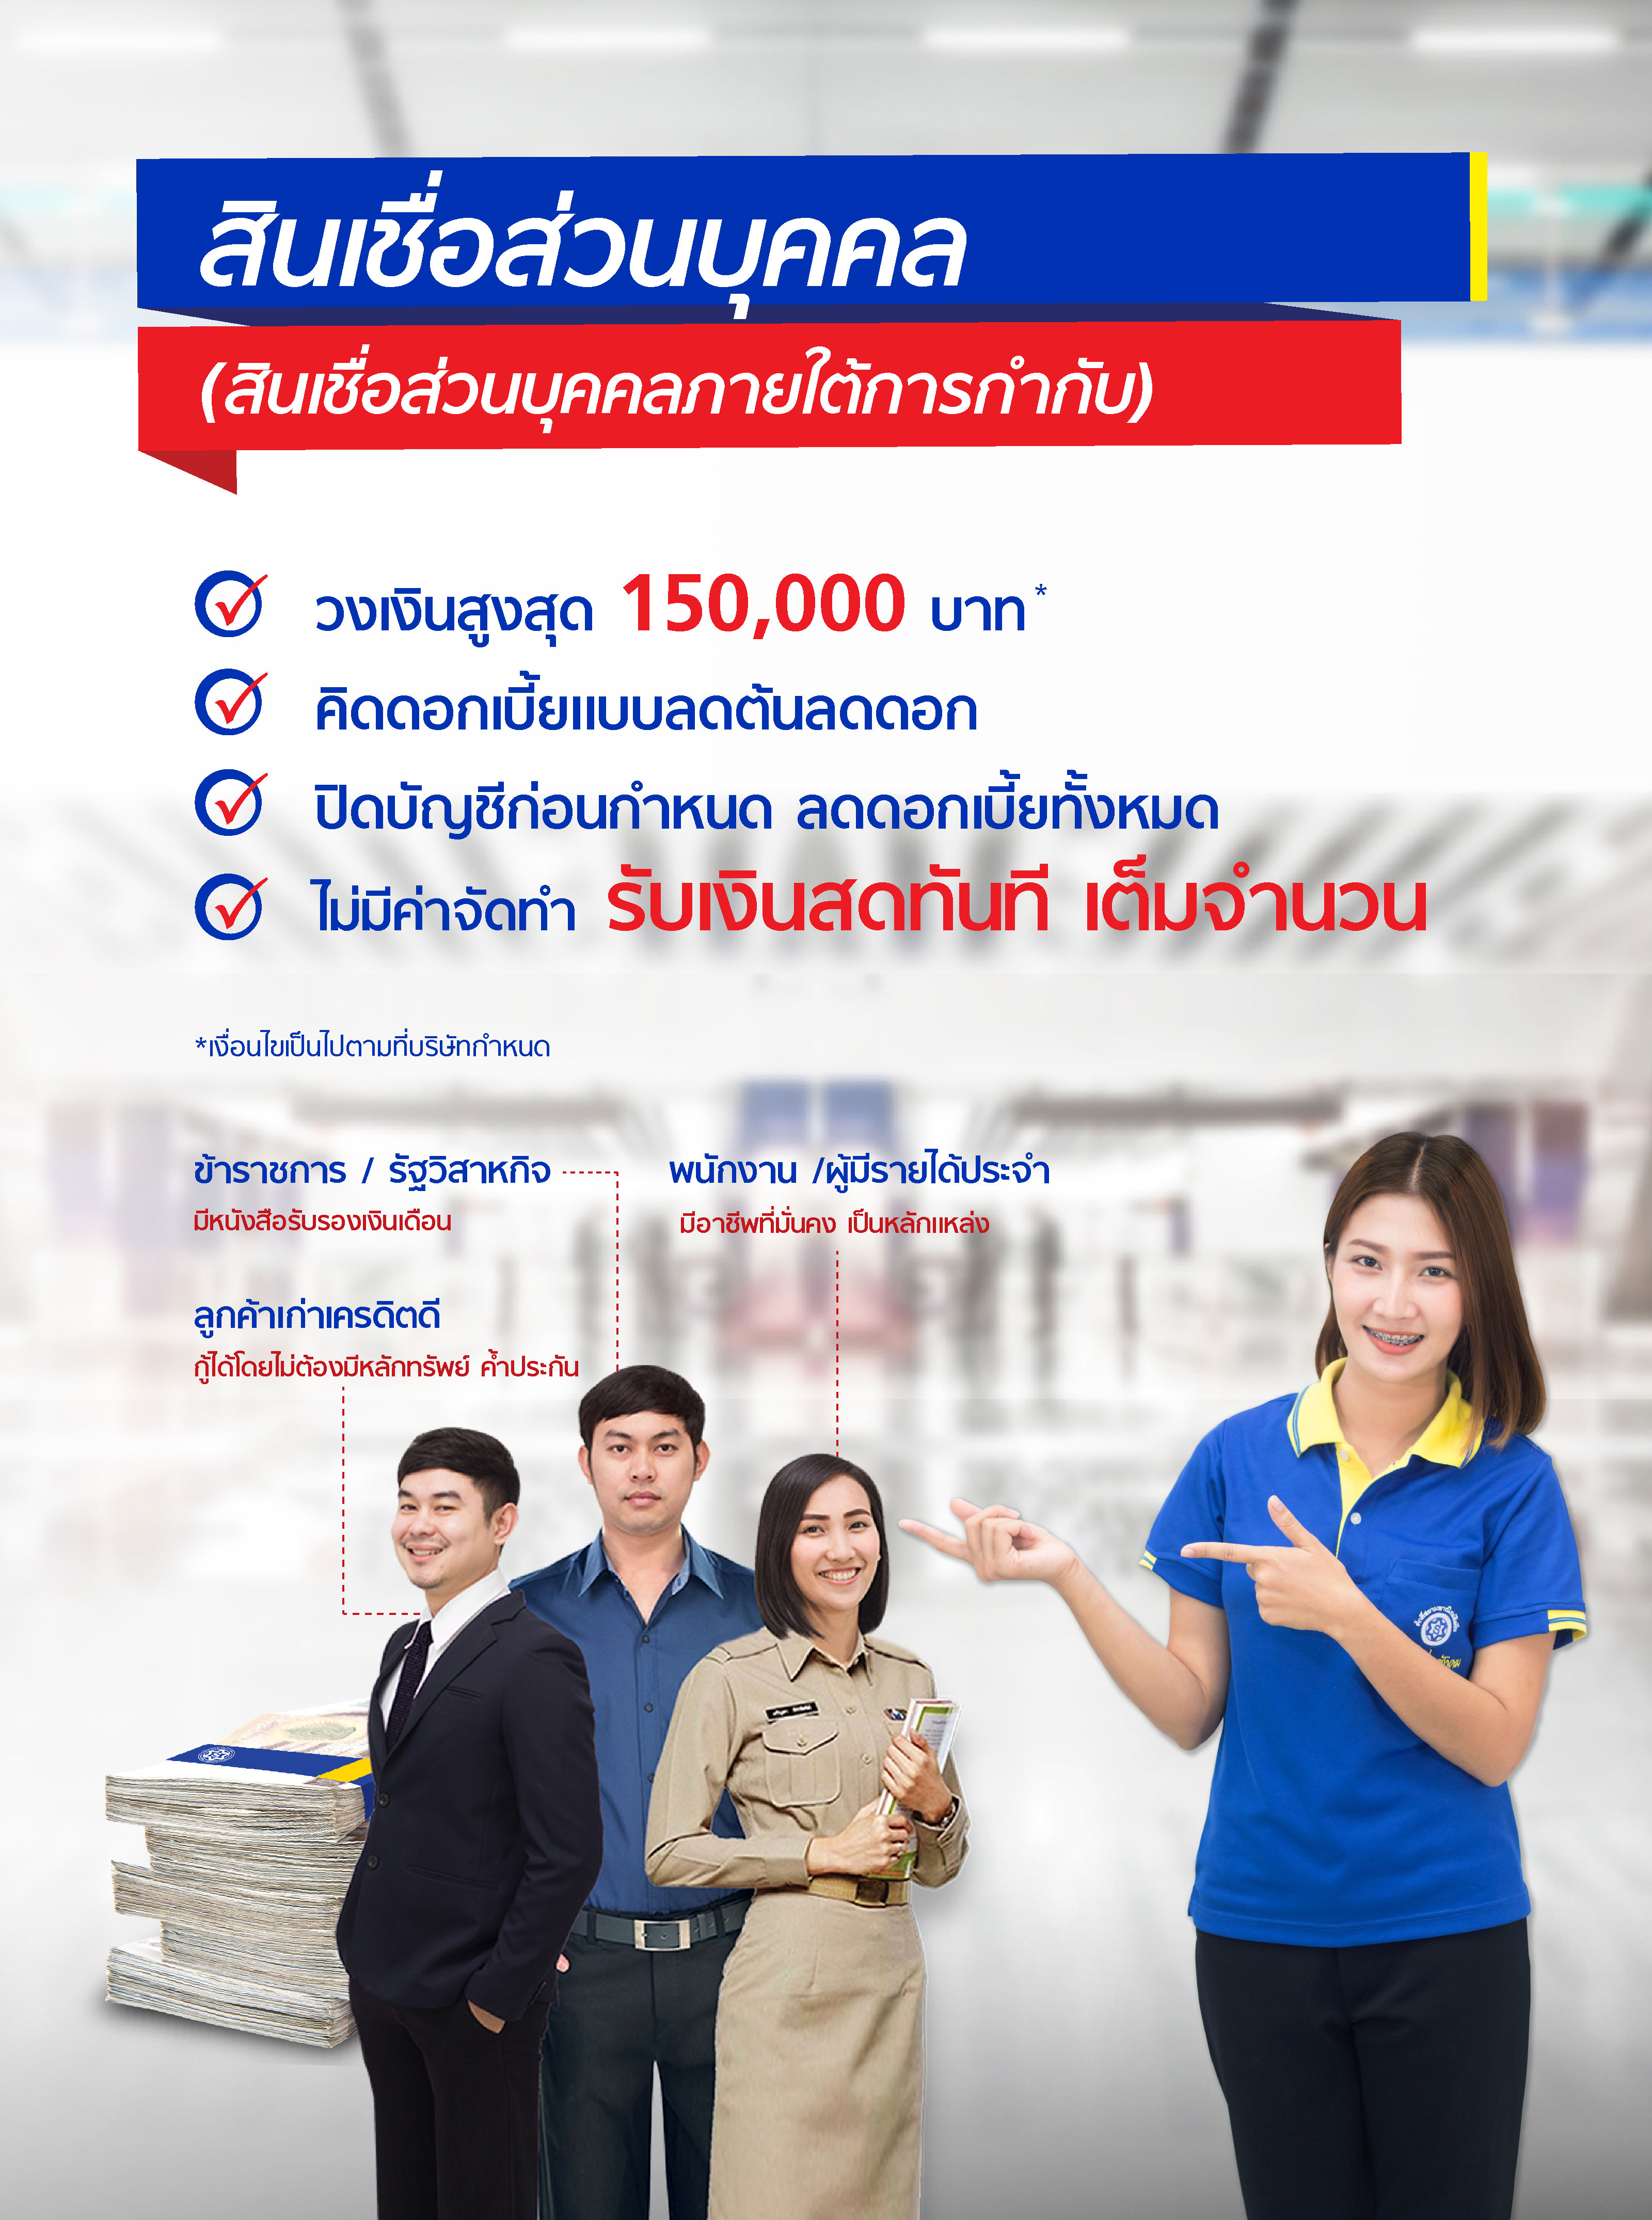 สินเชื่อส่วนบุคคล
(สินเชื่อส่วนบุคคลภายใต้การกำกับ)
วงเงินสูงสุด 150,000 บาท*
คิดดอกเบี้ยแบบลดต้นลดดอก
ปิดบัญชีก่อนกำหนด ลดดอกเบี้ยทั้งหมด
ไม่มีค่าจัดทำ รับเงินสดทันที เต็มจำนวน
*เงื่อนไขเป็นไปตามที่บริษัทกำหนด
ข้าราชการ / รัฐวิสาหกิจ
มีหนังสือรับรองเงินเดือน
พนักงาน /ผู้มีรายได้ประจำ
มีอาชีพที่มั่นคง เป็นหลักแหล่ง
ลูกค้าเก่าเครดิตดี
กู้ได้โดยไม่ต้องมีหลักทรัพย์ ค้ำประกัน